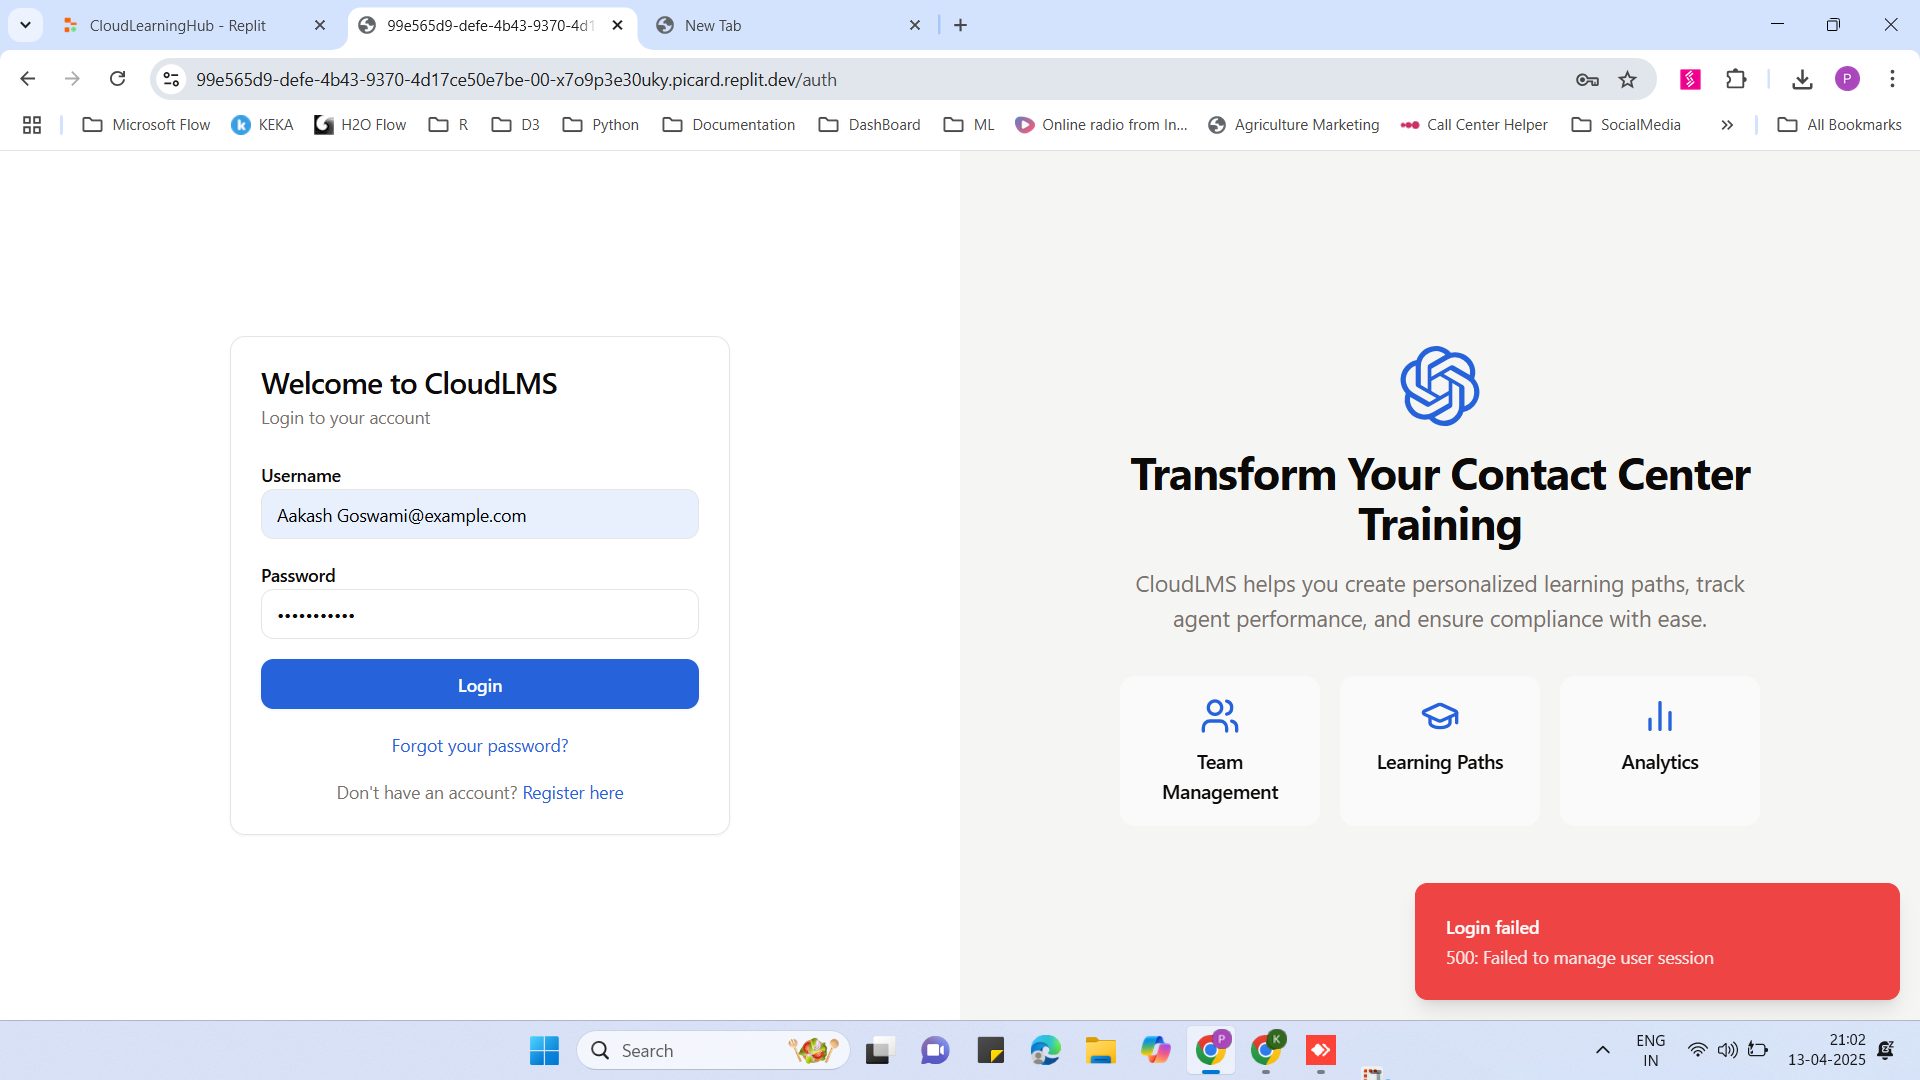 CloudLearningHub - Replit
99e565d9-defe-4b43-9370-4d1
New Tab
99e565d9-defe-4b43-9370-4d17ce50e7be-00-x7o9p3e30uky.picard.replit.dev/auth
P
Microsoft Flow
KEKA
H2O Flow
R
D3
Python
Documentation
DashBoard
ML
Online radio from In...
Agriculture Marketing
Call Center Helper
SocialMedia
All Bookmarks
Welcome to CloudLMS
Login to your account
Username
Aakash Goswami@example.com
Password
Login
Forgot your password?
Don't have an account? Register here
Transform Your Contact Center
Training
CloudLMS helps you create personalized learning paths, track
agent performance, and ensure compliance with ease.
Team
Management
Learning Paths
Analytics
Login failed
500: Failed to manage user session
Search
P
K
ENG
IN
21:02
13-04-2025